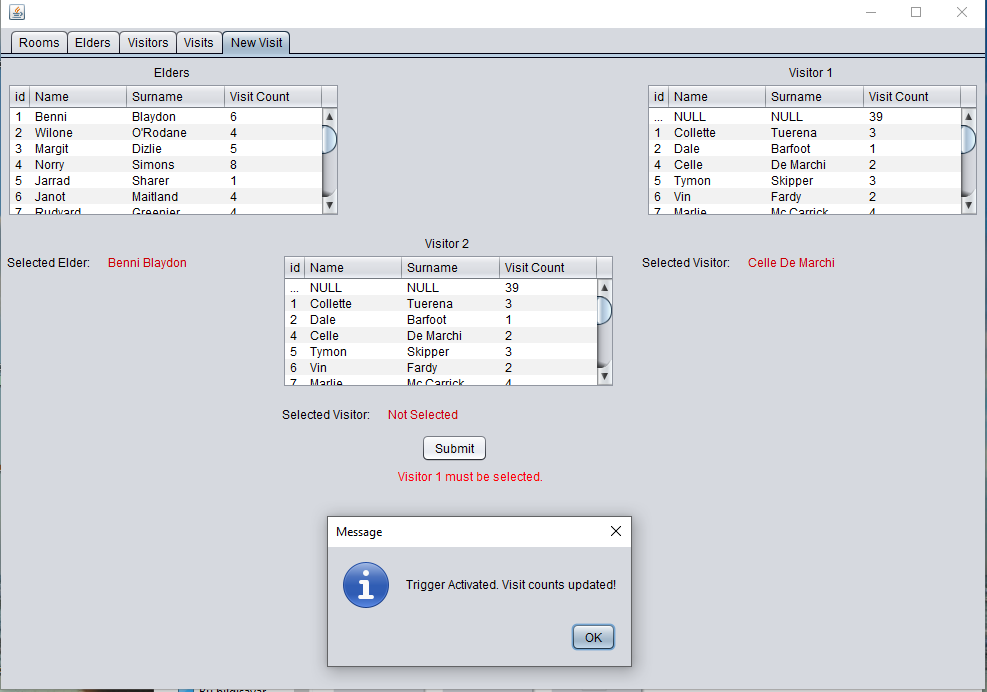 Rooms Elders Visitors Visits New Visit
Elders
id Name Surname Visit Count
1 Benni Blaydon 6
2 Wilone O'Rodane 4
3 Margit Dizlie 5
4 Norry Simons 8
5 Jarrad Sharer 1
6 Janot Maitland 4
7 Rudyard Greenier 4
Visitor 1
id Name Surname Visit Count
... NULL NULL 39
1 Collette Tuerena 3
2 Dale Barfoot 1
4 Celle De Marchi 2
5 Tymon Skipper 3
6 Vin Fardy 2
7 Marlie Mc Carrick 4
Selected Elder: Benni Blaydon
Visitor 2
id Name Surname Visit Count
... NULL NULL 39
1 Collette Tuerena 3
2 Dale Barfoot 1
4 Celle De Marchi 2
5 Tymon Skipper 3
6 Vin Fardy 2
7 Marlie Mc Carrick 4
Selected Visitor: Celle De Marchi
Selected Visitor: Not Selected
Submit
Visitor 1 must be selected.
Message
Trigger Activated. Visit counts updated!
OK
Bu bilgisayar